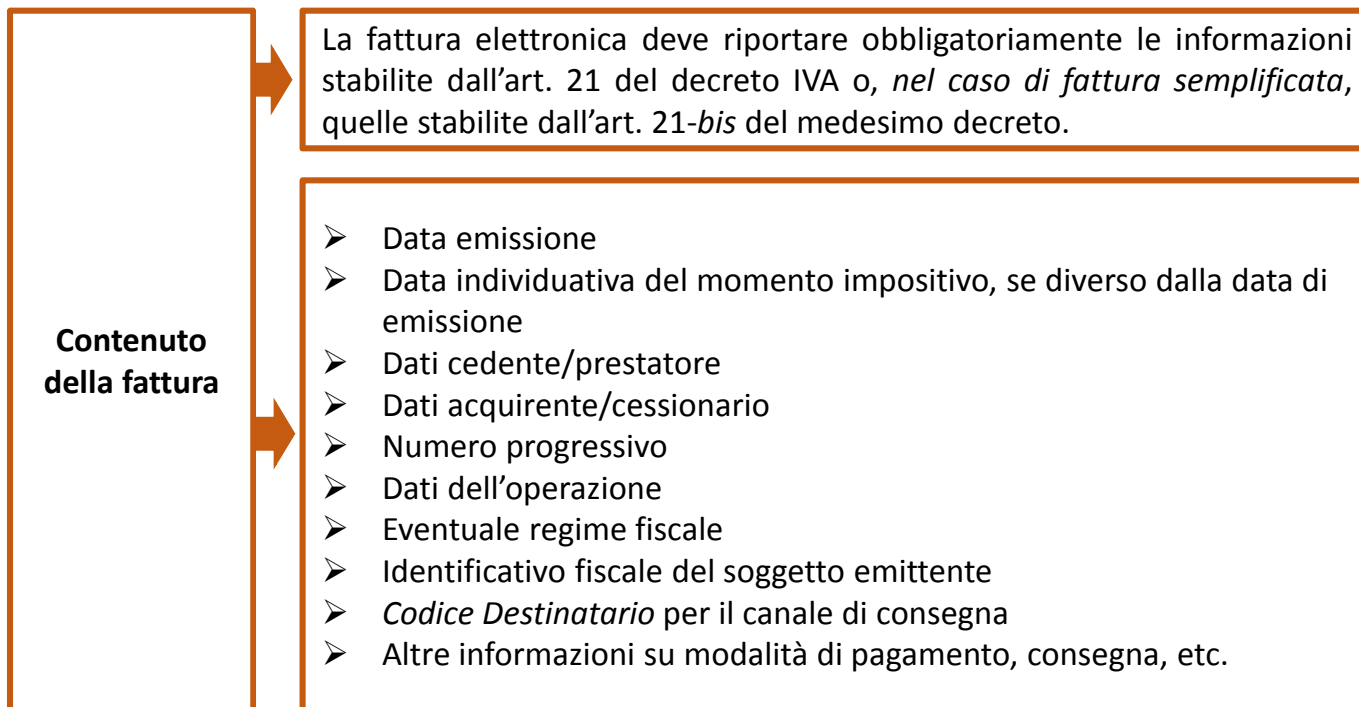 La fattura elettronica deve riportare obbligatoriamente le informazioni
stabilite dall’art. 21 del decreto IVA o, nel caso di fattura semplificata,
quelle stabilite dall’art. 21-bis del medesimo decreto.
Contenuto
della fattura
➢ Data emissione
➢ Data individuativa del momento impositivo, se diverso dalla data di
emissione
➢ Dati cedente/prestatore
➢ Dati acquirente/cessionario
➢ Numero progressivo
➢ Dati dell’operazione
➢ Eventuale regime fiscale
➢ Identificativo fiscale del soggetto emittente
➢ Codice Destinatario per il canale di consegna
➢ Altre informazioni su modalità di pagamento, consegna, etc.